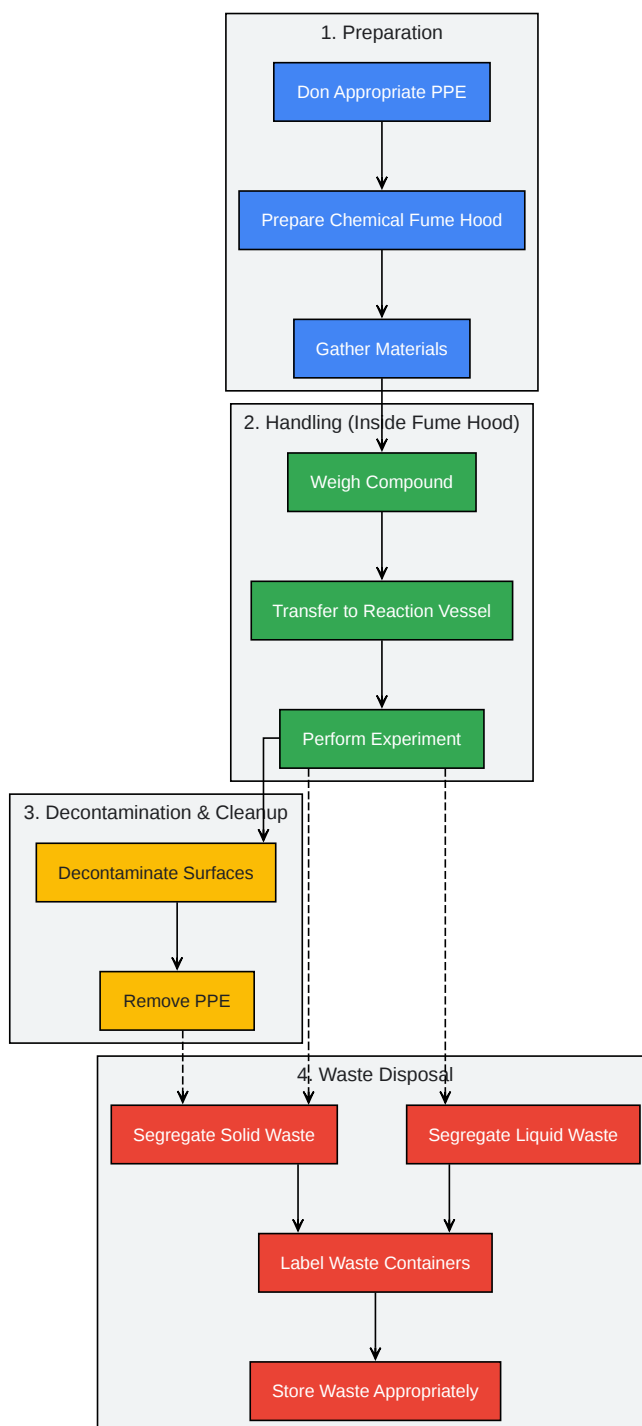 1. Preparation
Don Appropriate PPE
Prepare Chemical Fume Hood
Gather Materials
2. Handling (Inside Fume Hood)
Weigh Compound
Transfer to Reaction Vessel
Perform Experiment
3. Decontamination & Cleanup
Decontaminate Surfaces
Remove PPE
4. Waste Disposal
Segregate Solid Waste
Segregate Liquid Waste
Label Waste Containers
Store Waste Appropriately